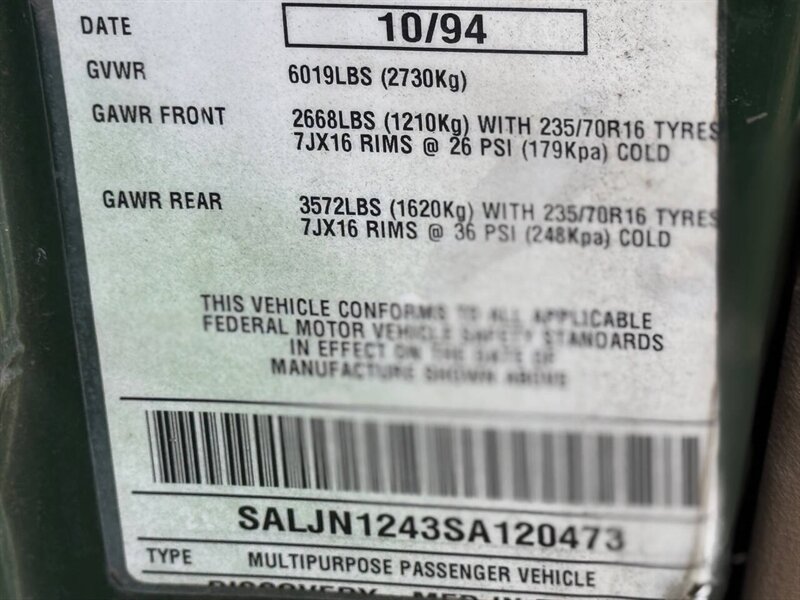 DATE 10/94
GVWR 6019LBS (2730Kg)
GAWR FRONT 2668LBS (1210Kg) WITH 235/70R16 TYRES
7JX16 RIMS @ 26 PSI (179Kpa) COLD
GAWR REAR 3572LBS (1620Kg) WITH 235/70R16 TYRES
7JX16 RIMS @ 36 PSI (248Kpa) COLD
THIS VEHICLE CONFORMS TO ALL APPLICABLE
FEDERAL MOTOR VEHICLE SAFETY STANDARDS
IN EFFECT ON THE DATE OF
MANUFACTURE SHOWN ABOVE
SALJN1243SA120473
TYPE MULTIPURPOSE PASSENGER VEHICLE
DISCOVERY